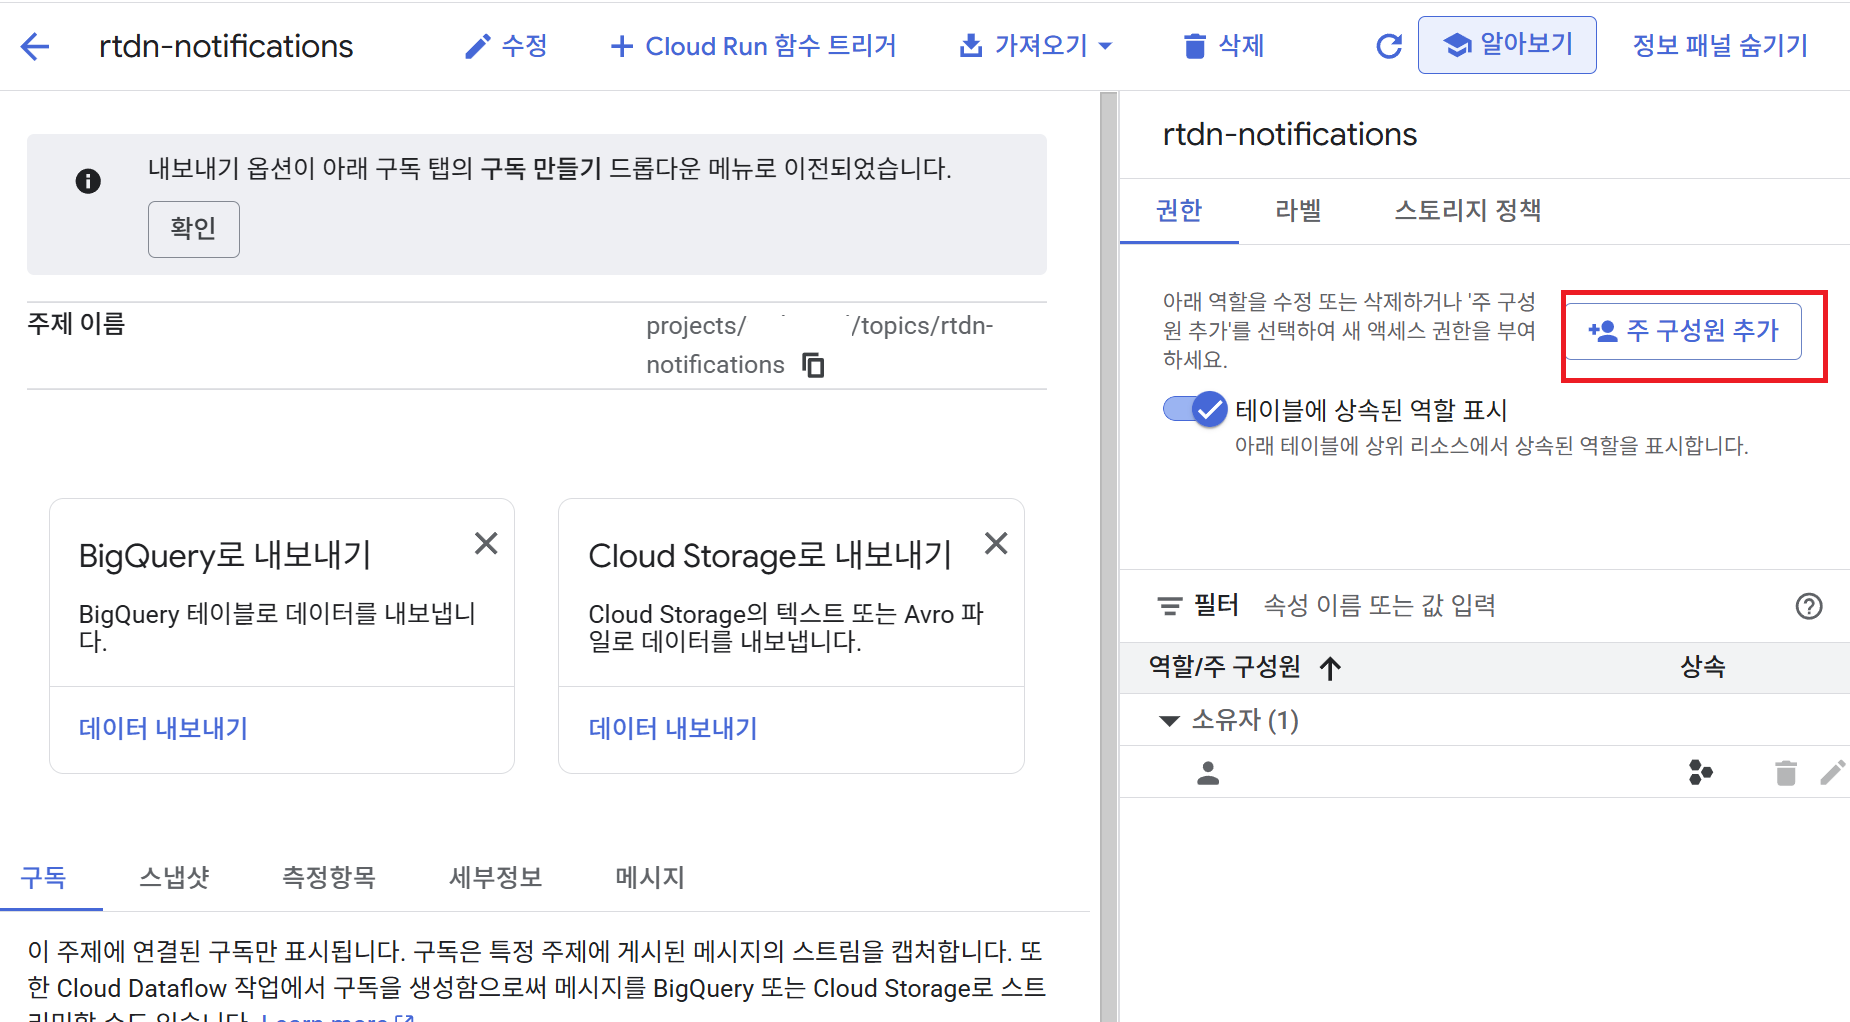 rtdn-notifications
수정
Cloud Run 함수 트리거
가져오기
삭제
알아보기
정보 패널 숨기기
내보내기 옵션이 아래 구독 탭의 구독 만들기 드롭다운 메뉴로 이전되었습니다.
확인
주제 이름
projects/ /topics/rtdn-
notifications
BigQuery로 내보내기
BigQuery 테이블로 데이터를 내보냅니
다.
데이터 내보내기
Cloud Storage로 내보내기
Cloud Storage의 텍스트 또는 Avro 파
일로 데이터를 내보냅니다.
데이터 내보내기
구독
스냅샷
측정항목
세부정보
메시지
이 주제에 연결된 구독만 표시됩니다. 구독은 특정 주제에 게시된 메시지의 스트림을 캡처합니다. 또
한 Cloud Dataflow 작업에서 구독을 생성함으로써 메시지를 BigQuery 또는 Cloud Storage로 스트
리밍할 수도 있습니다. Learn more
rtdn-notifications
권한
라벨
스토리지 정책
아래 역할을 수정 또는 삭제하거나 '주 구성
원 추가'를 선택하여 새 액세스 권한을 부여
하세요.
주 구성원 추가
테이블에 상속된 역할 표시
아래 테이블에 상위 리소스에서 상속된 역할을 표시합니다.
필터
속성 이름 또는 값 입력
역할/주 구성원
상속
소유자 (1)